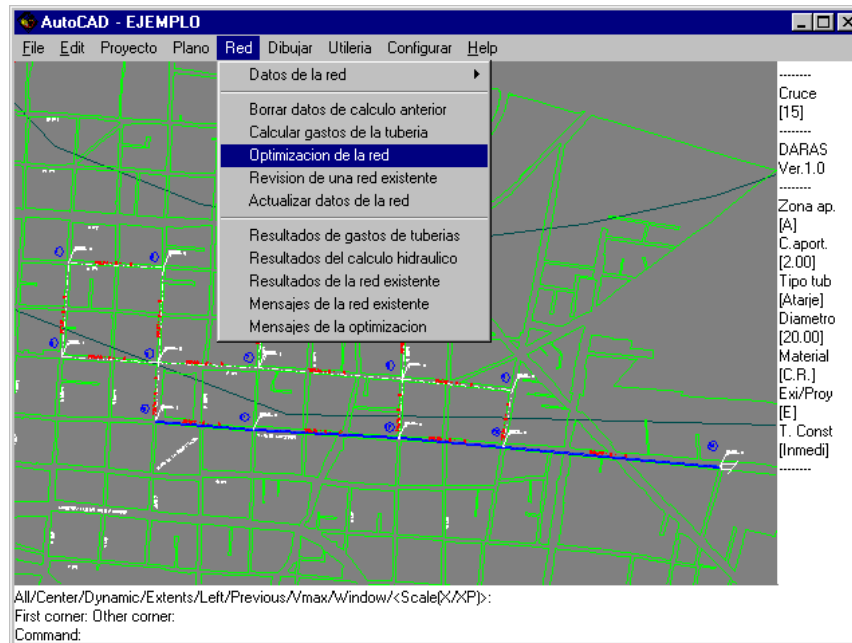 AutoCAD - EJEMPLO
File Edit Proyecto Plano Red Dibujar Utileria Configurar Help
Datos de la red
Borrar datos de calculo anterior
Calcular gastos de la tuberia
Optimizacion de la red
Revision de una red existente
Actualizar datos de la red
Resultados de gastos de tuberias
Resultados del calculo hidraulico
Resultados de la red existente
Mensajes de la red existente
Mensajes de la optimizacion
--------
Cruce
[15]
--------
DARAS
Ver.1.0
--------
Zona ap.
[A]
C.aport.
[2.00]
Tipo tub
[Atarje]
Diametro
[20.00]
Material
[C.R.]
Exi/Proy
[E]
T. Const
[Inmedi]
--------
All/Center/Dynamic/Extents/Left/Previous/Vmax/Window/<Scale(X/XP)>:
First corner: Other corner:
Command: